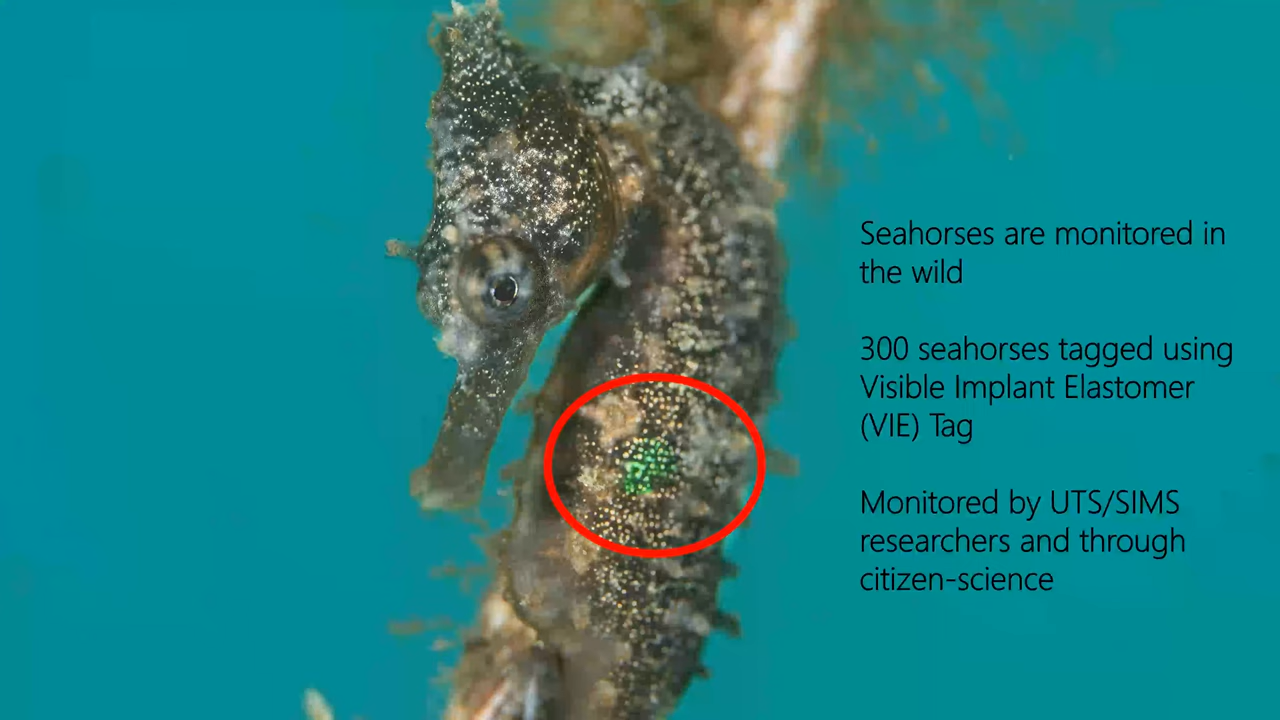 Seahorses are monitored in
the wild
300 seahorses tagged using
Visible Implant Elastomer
(VIE) Tag
Monitored by UTS/SIMS
researchers and through
citizen-science